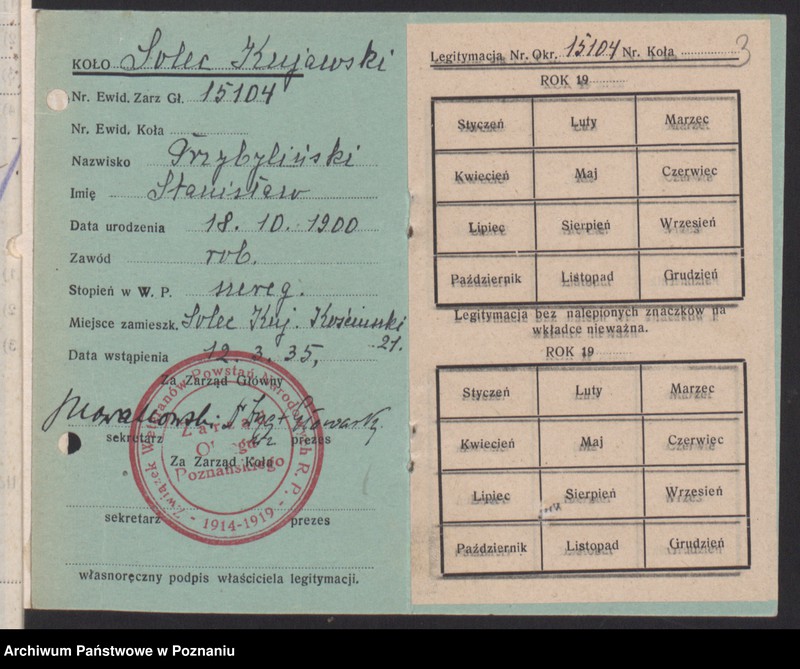 KOŁO Solec Kujawski
Nr. Ewid. Zarz Gł. 15104
Nr. Ewid. Koła
Nazwisko Przybyliński
Imię Stanisław
Data urodzenia 18. 10. 1900
Zawód rob.
Stopień w W. P. szereg.
Miejsce zamieszk. Solec Kuj. Kościuszki
21.
Data wstąpienia 12. 3. 35,
Za Zarząd Główny
sekretarz prezes
Za Zarząd Koła
sekretarz prezes
własnoręczny podpis właściciela legitymacji.
Związek Weteranów Powstań Narodowych R. P.
Poznańskiego
1914-1919
Legitymacja Nr. Okr. 15104 Nr. Koła
3
ROK 19
Styczeń Luty Marzec
Kwiecień Maj Czerwiec
Lipiec Sierpień Wrzesień
Październik Listopad Grudzień
Legitymacja bez nalepionych znaczków na
wkładce nieważna.
ROK 19
Styczeń Luty Marzec
Kwiecień Maj Czerwiec
Lipiec Sierpień Wrzesień
Październik Listopad Grudzień
Archiwum Państwowe w Poznaniu